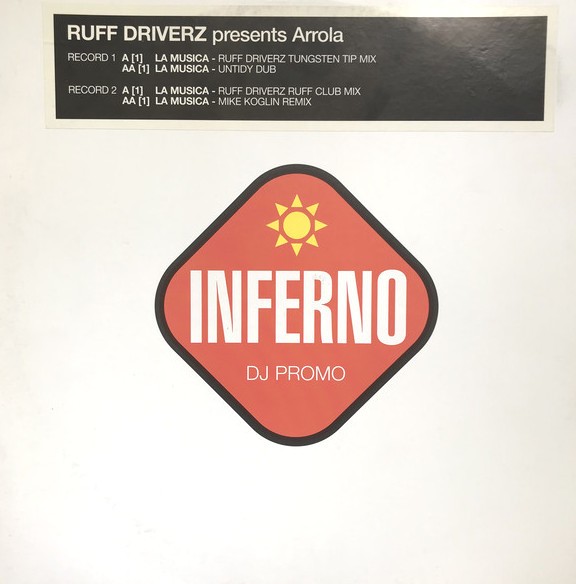 RUFF DRIVERZ presents Arrola
RECORD 1 A [1] LA MUSICA - RUFF DRIVERZ TUNGSTEN TIP MIX
AA [1] LA MUSICA - UNTIDY DUB
RECORD 2 A [1] LA MUSICA - RUFF DRIVERZ RUFF CLUB MIX
AA [1] LA MUSICA - MIKE KOGLIN REMIX
INFERNO
DJ PROMO